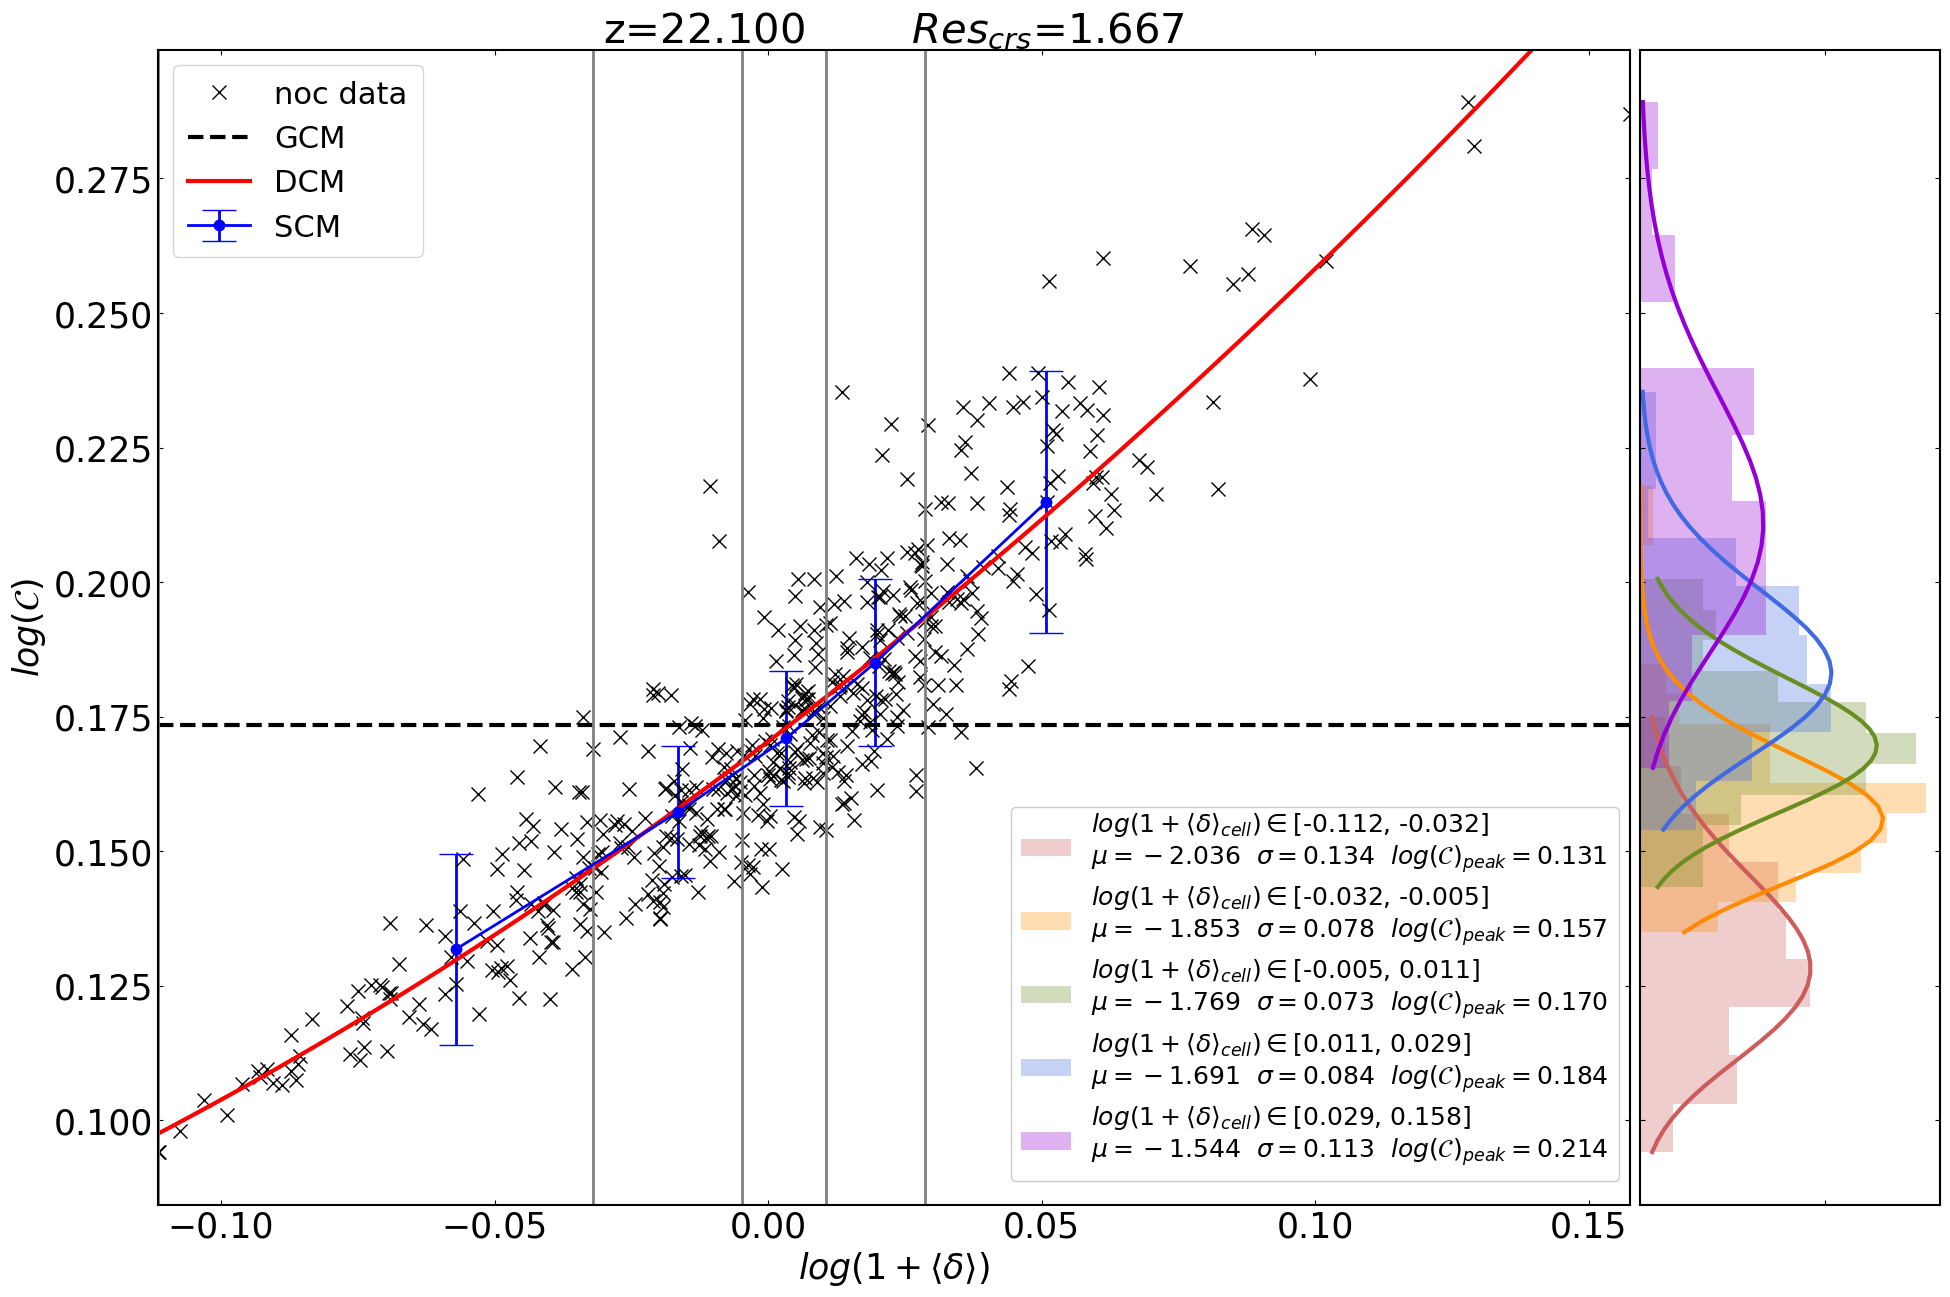 z=22.100 Res_crs=1.667
noc data
GCM
DCM
SCM
0.275
0.250
0.225
0.200
0.175
0.150
0.125
0.100
log(𝒞)
log(1 + ⟨δ⟩_cell) ∈ [-0.112, -0.032]
μ = −2.036 σ = 0.134 log(𝒞)_peak = 0.131
log(1 + ⟨δ⟩_cell) ∈ [-0.032, -0.005]
μ = −1.853 σ = 0.078 log(𝒞)_peak = 0.157
log(1 + ⟨δ⟩_cell) ∈ [-0.005, 0.011]
μ = −1.769 σ = 0.073 log(𝒞)_peak = 0.170
log(1 + ⟨δ⟩_cell) ∈ [0.011, 0.029]
μ = −1.691 σ = 0.084 log(𝒞)_peak = 0.184
log(1 + ⟨δ⟩_cell) ∈ [0.029, 0.158]
μ = −1.544 σ = 0.113 log(𝒞)_peak = 0.214
−0.10 −0.05 0.00 0.05 0.10 0.15
log(1 + ⟨δ⟩)